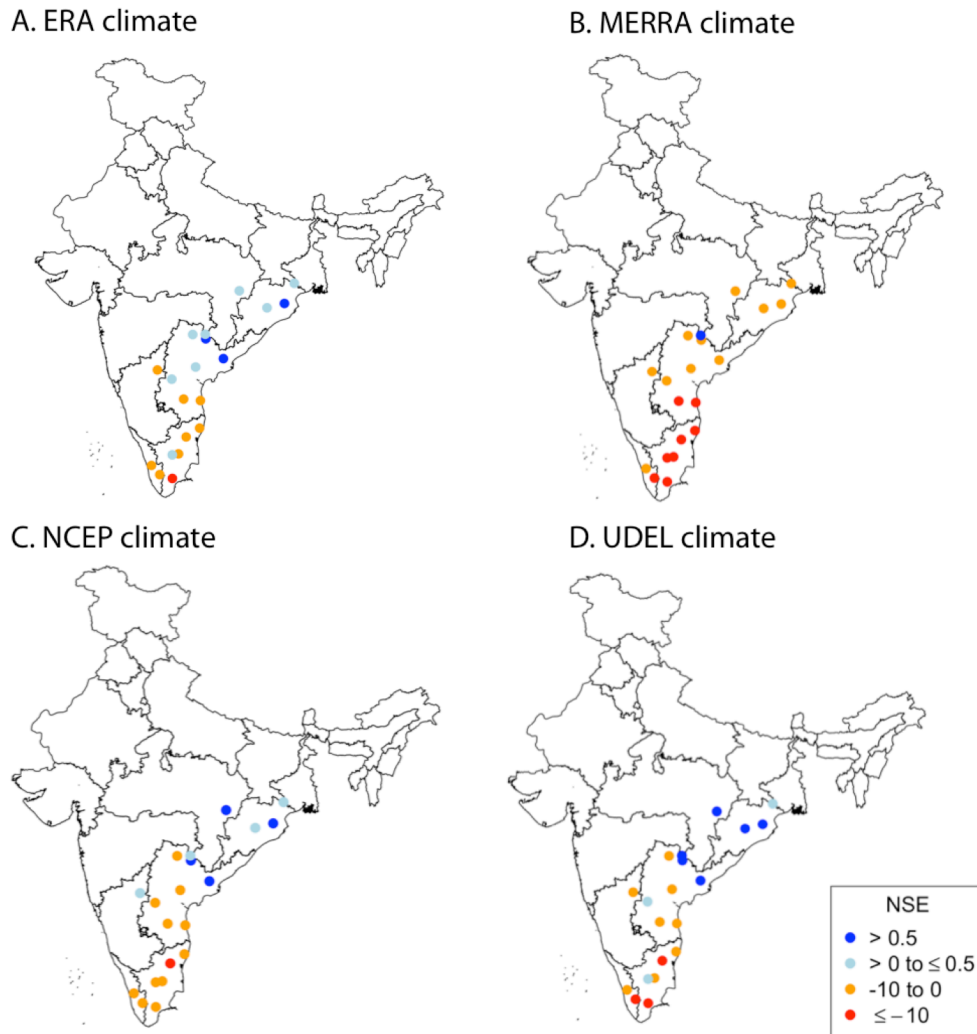 A. ERA climate
B. MERRA climate
C. NCEP climate
D. UDEL climate
NSE
> 0.5
> 0 to ≤ 0.5
-10 to 0
≤ − 10